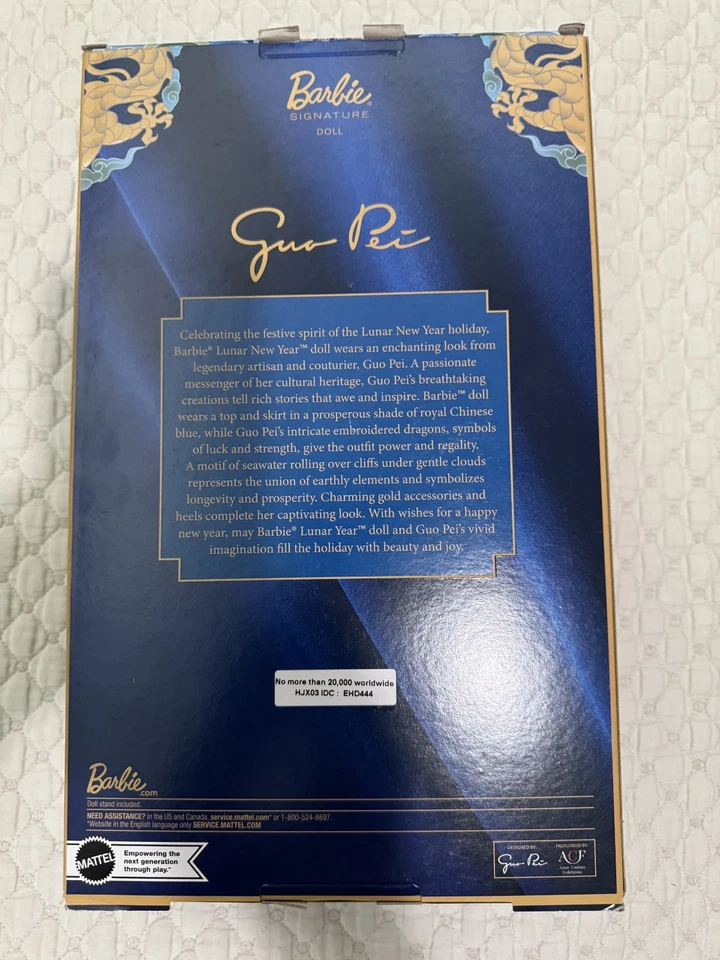 Barbie®
SIGNATURE
DOLL
Guo Pei
Celebrating the festive spirit of the Lunar New Year holiday,
Barbie® Lunar New Year™ doll wears an enchanting look from
legendary artisan and couturier, Guo Pei. A passionate
messenger of her cultural heritage, Guo Pei's breathtaking
creations tell rich stories that awe and inspire. Barbie™ doll
wears a top and skirt in a prosperous shade of royal Chinese
blue, while Guo Pei's intricate embroidered dragons, symbols
of luck and strength, give the outfit power and regality.
A motif of seawater rolling over cliffs under gentle clouds
represents the union of earthly elements and symbolizes
longevity and prosperity. Charming gold accessories and
heels complete her captivating look. With wishes for a happy
new year, may Barbie® Lunar Year™ doll and Guo Pei's vivid
imagination fill the holiday with beauty and joy.
No more than 20,000 worldwide
HJX03 IDC : EHD444
Barbie.com
Doll stand included.
NEED ASSISTANCE? In the US and Canada, service.mattel.com* or 1-800-524-8697.
*Website in the English language only SERVICE.MATTEL.COM
MATTEL
Empowering the
next generation
through play.™
DESIGNED BY:
Guo Pei
FACILITATED BY:
ACF
Asian Couture
Federation